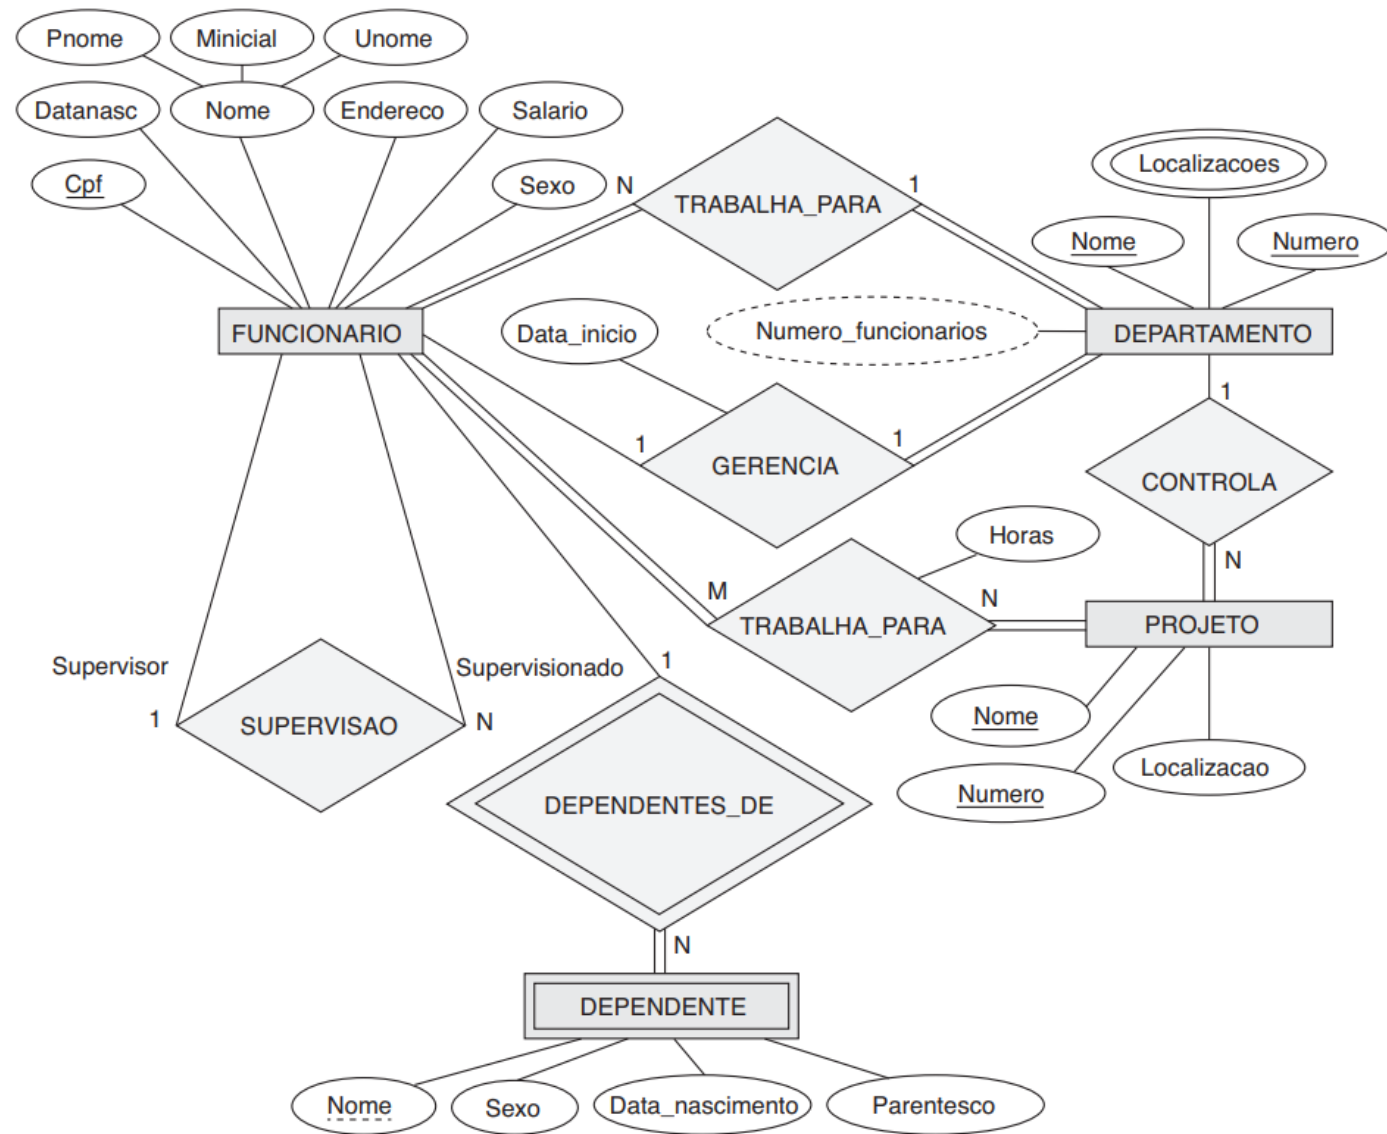 Pnome
Minicial
Unome
Datanasc
Nome
Endereco
Salario
Cpf
Sexo
N
TRABALHA_PARA
1
Localizacoes
Nome
Numero
FUNCIONARIO
Data_inicio
Numero_funcionarios
DEPARTAMENTO
1
GERENCIA
1
1
CONTROLA
N
Horas
M
TRABALHA_PARA
N
PROJETO
Supervisor
Supervisionado
1
1
SUPERVISAO
N
Nome
Numero
Localizacao
DEPENDENTES_DE
N
DEPENDENTE
Nome
Sexo
Data_nascimento
Parentesco